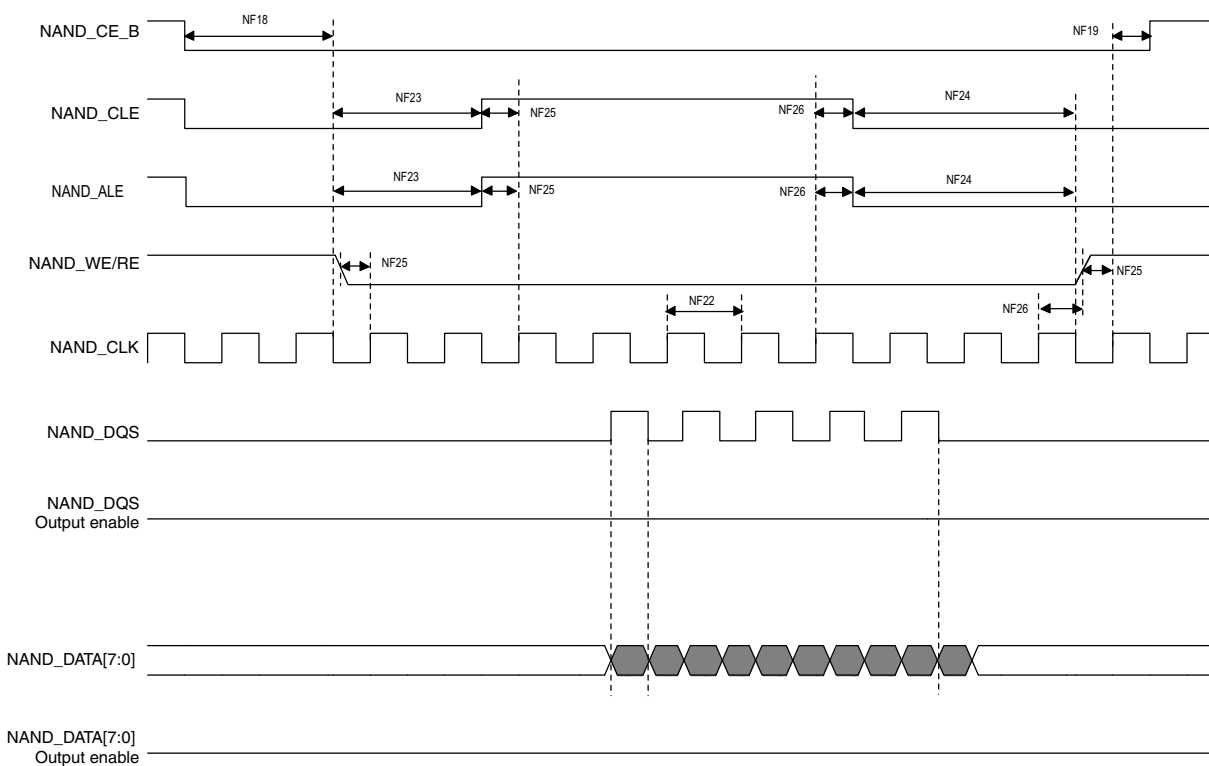 NF18
NAND_CE_B
NF19
NF23
NF24
NAND_CLE
NF25
NF26
NF23
NF24
NAND_ALE
NF25
NF26
NAND_WE/RE
NF25
NF25
NF22
NF26
NAND_CLK
NAND_DQS
NAND_DQS
Output enable
NAND_DATA[7:0]
NAND_DATA[7:0]
Output enable